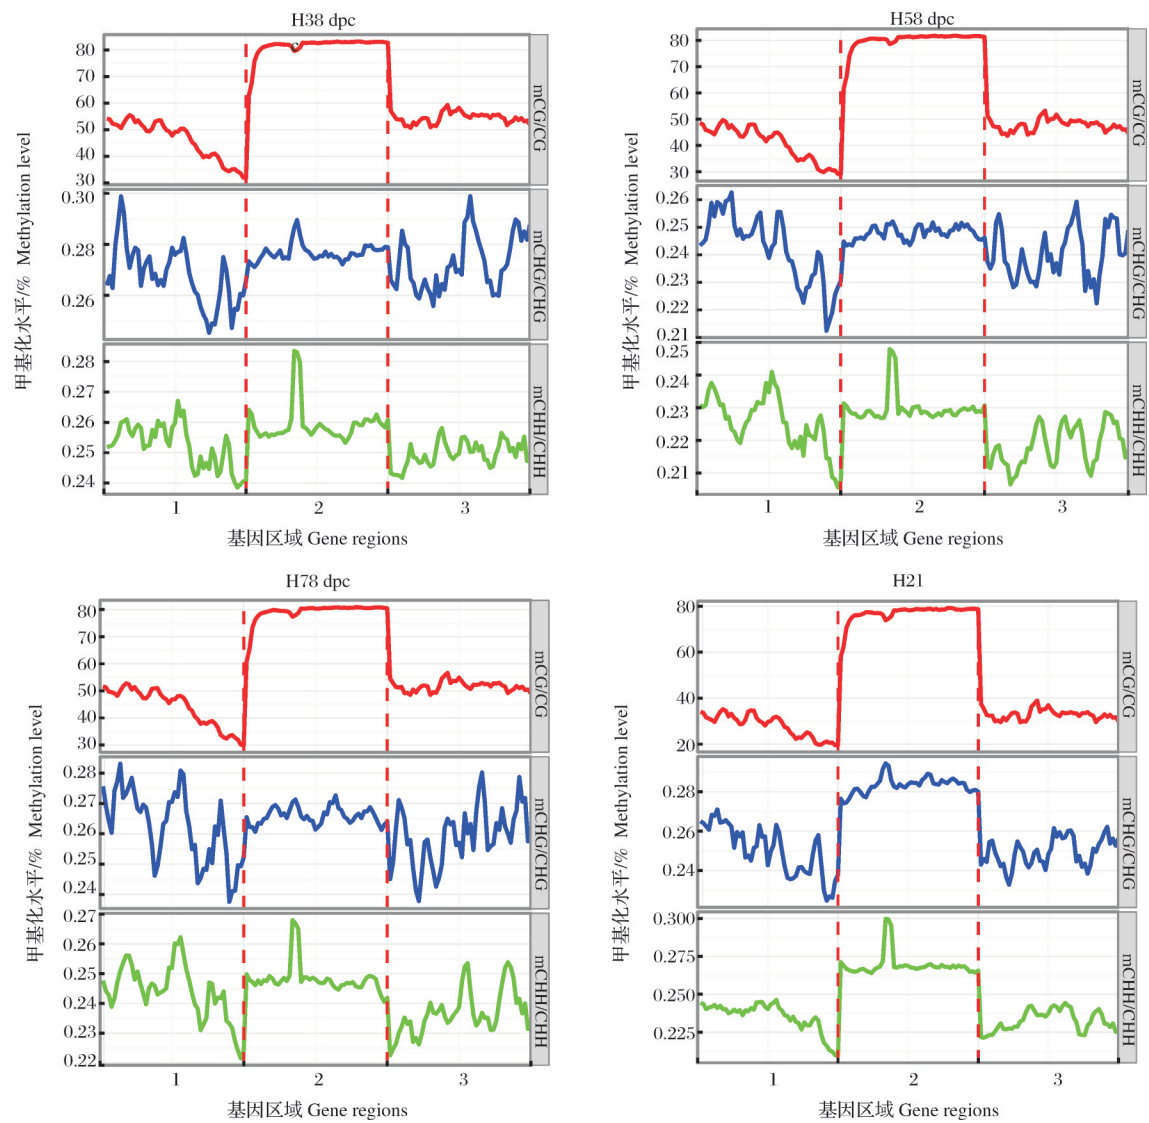 H38 dpc
80
70
60
50
40
30
mCG/CG
0.30
0.28
0.26
mCHG/CHG
0.28
0.27
0.26
0.25
0.24
mCHH/CHH
甲基化水平/% Methylation level
1 2 3
基因区域 Gene regions
H58 dpc
80
70
60
50
40
30
mCG/CG
0.26
0.25
0.24
0.23
0.22
0.21
mCHG/CHG
0.25
0.24
0.23
0.22
0.21
mCHH/CHH
甲基化水平/% Methylation level
1 2 3
基因区域 Gene regions
H78 dpc
80
70
60
50
40
30
mCG/CG
0.28
0.27
0.26
0.25
0.24
mCHG/CHG
0.27
0.26
0.25
0.24
0.23
0.22
mCHH/CHH
甲基化水平/% Methylation level
1 2 3
基因区域 Gene regions
H21
80
60
40
20
mCG/CG
0.28
0.26
0.24
mCHG/CHG
0.300
0.275
0.250
0.225
mCHH/CHH
甲基化水平/% Methylation level
1 2 3
基因区域 Gene regions